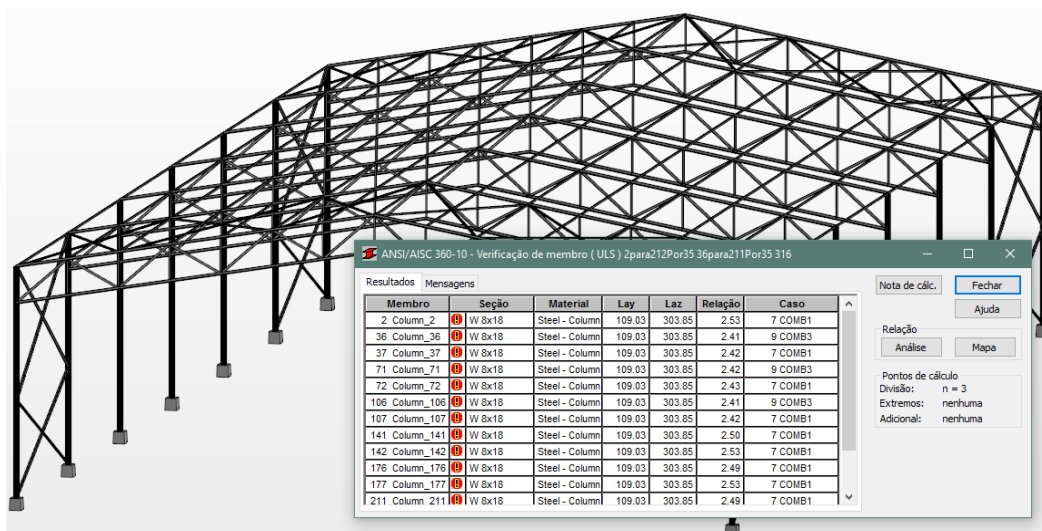 ANSI/AISC 360-10 - Verificação de membro ( ULS ) 2para212Por35 36para211Por35 316
Resultados Mensagens
Membro Seção Material Lay Laz Relação Caso
2 Column_2 W 8x18 Steel - Column 109.03 303.85 2.53 7 COMB1
36 Column_36 W 8x18 Steel - Column 109.03 303.85 2.41 9 COMB3
37 Column_37 W 8x18 Steel - Column 109.03 303.85 2.42 7 COMB1
71 Column_71 W 8x18 Steel - Column 109.03 303.85 2.42 9 COMB3
72 Column_72 W 8x18 Steel - Column 109.03 303.85 2.43 7 COMB1
106 Column_106 W 8x18 Steel - Column 109.03 303.85 2.41 9 COMB3
107 Column_107 W 8x18 Steel - Column 109.03 303.85 2.42 7 COMB1
141 Column_141 W 8x18 Steel - Column 109.03 303.85 2.50 7 COMB1
142 Column_142 W 8x18 Steel - Column 109.03 303.85 2.53 7 COMB1
176 Column_176 W 8x18 Steel - Column 109.03 303.85 2.49 7 COMB1
177 Column_177 W 8x18 Steel - Column 109.03 303.85 2.53 7 COMB1
211 Column_211 W 8x18 Steel - Column 109.03 303.85 2.49 7 COMB1
Nota de cálc. Fechar
Ajuda
Relação
Análise Mapa
Pontos de cálculo
Divisão: n = 3
Extremos: nenhuma
Adicional: nenhuma